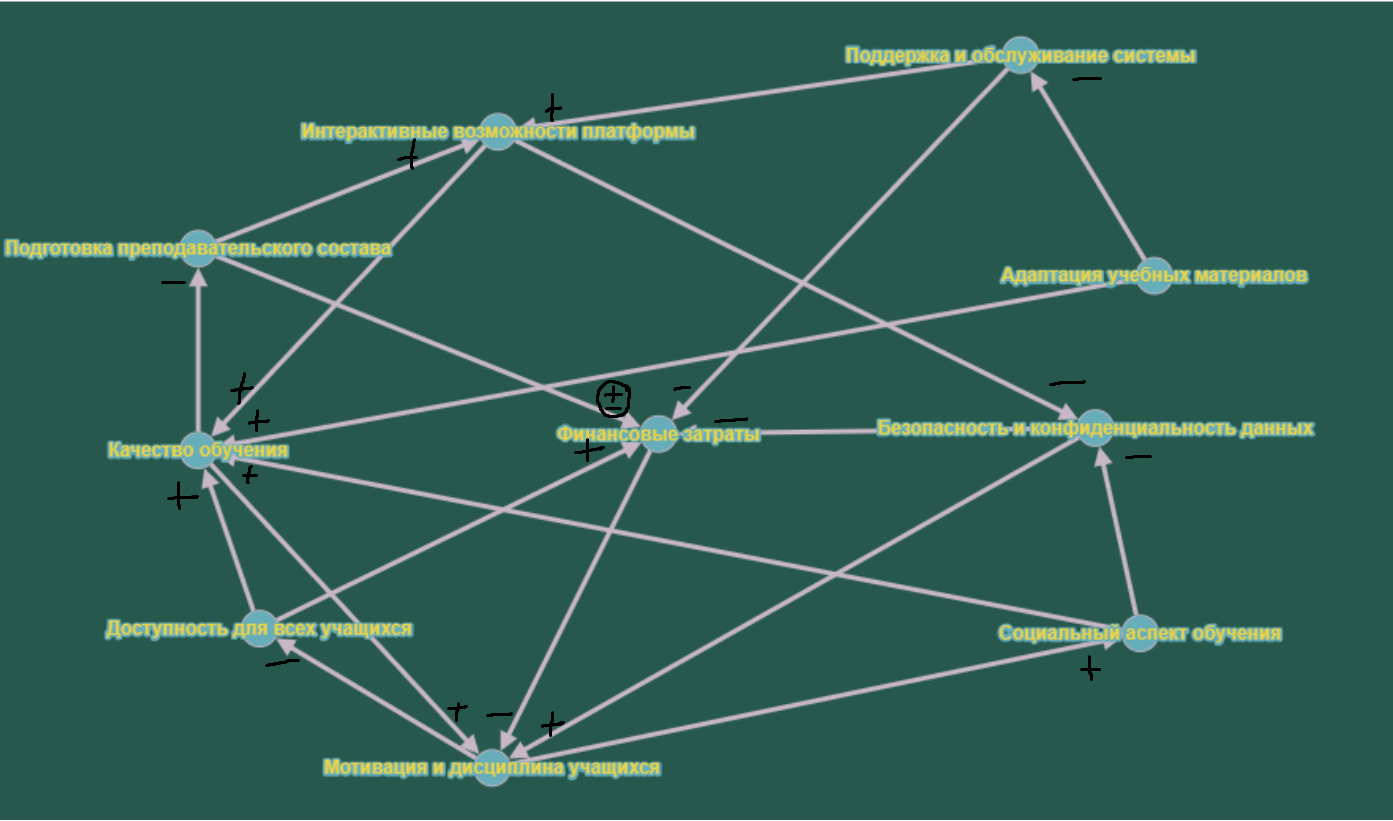 Поддержка и обслуживание системы
−
+
Интерактивные возможности платформы
+
Подготовка преподавательского состава
−
Адаптация учебных материалов
−
+
−
±
+
−
Финансовые затраты
Безопасность и конфиденциальность данных
Качество обучения
+
−
+
+
Доступность для всех учащихся
Социальный аспект обучения
−
+
+
−
+
Мотивация и дисциплина учащихся